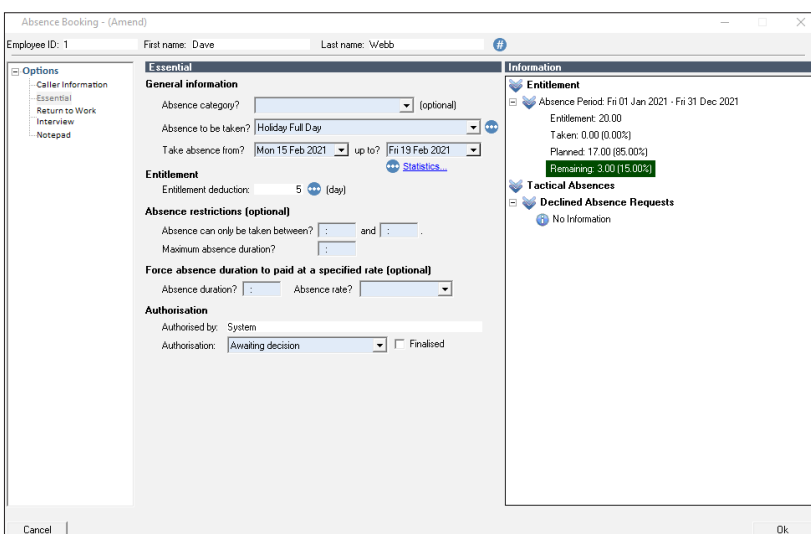 Absence Booking - (Amend)
Employee ID: 1 First name: Dave Last name: Webb #
Options
Caller Information
Essential
Return to Work
Interview
Notepad
Essential
General information
Absence category? (optional)
Absence to be taken? Holiday Full Day
Take absence from? Mon 15 Feb 2021 up to? Fri 19 Feb 2021
Statistics...
Entitlement
Entitlement deduction: 5 (day)
Absence restrictions (optional)
Absence can only be taken between? : and : .
Maximum absence duration? :
Force absence duration to paid at a specified rate (optional)
Absence duration? : Absence rate?
Authorisation
Authorised by: System
Authorisation: Awaiting decision Finalised
Information
Entitlement
Absence Period: Fri 01 Jan 2021 - Fri 31 Dec 2021
Entitlement: 20.00
Taken: 0.00 (0.00%)
Planned: 17.00 (85.00%)
Remaining: 3.00 (15.00%)
Tactical Absences
Declined Absence Requests
No Information
Cancel Ok